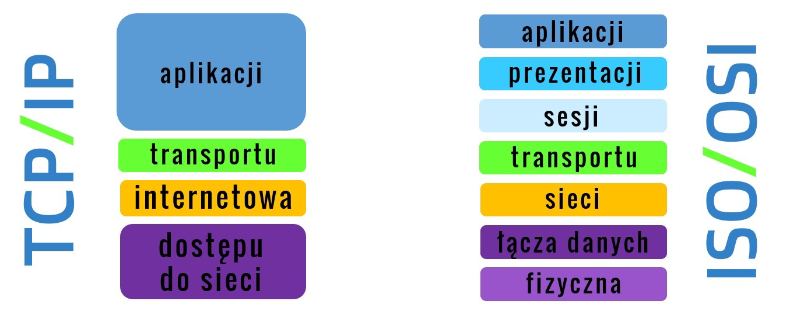 TCP/IP
aplikacji
transportu
internetowa
dostępu
do sieci
aplikacji
prezentacji
sesji
transportu
sieci
łącza danych
fizyczna
ISO/OSI